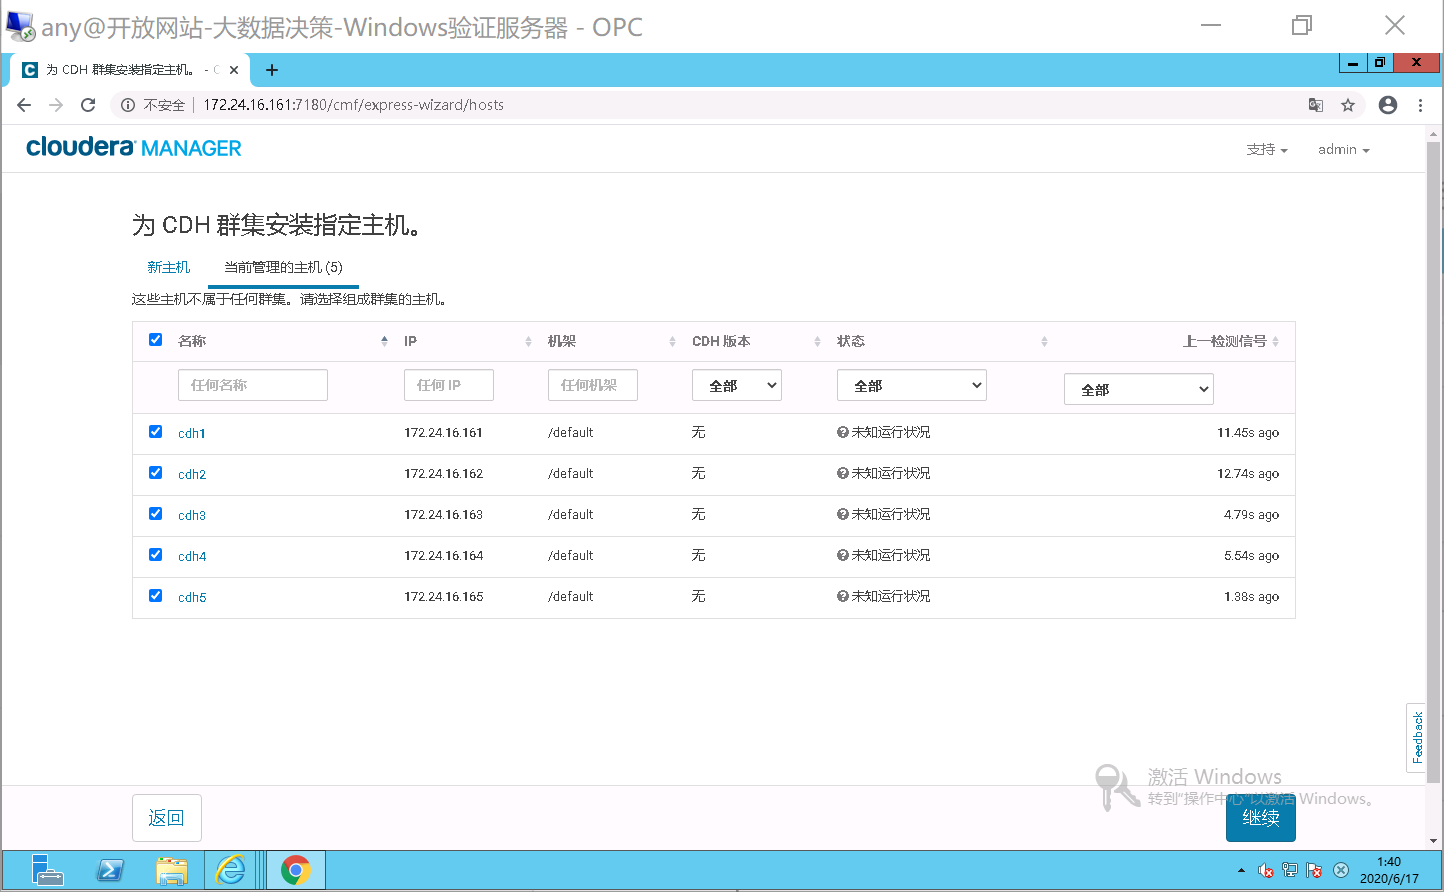 any@开放网站-大数据决策-Windows验证服务器 - OPC
为 CDH 群集安装指定主机。 - C
不安全 172.24.16.161:7180/cmf/express-wizard/hosts
cloudera MANAGER
支持 admin
为 CDH 群集安装指定主机。
新主机 当前管理的主机 (5)
这些主机不属于任何群集。请选择组成群集的主机。
名称 IP 机架 CDH 版本 状态 上一检测信号
任何名称 任何 IP 任何机架 全部 全部 全部
cdh1 172.24.16.161 /default 无 未知运行状况 11.45s ago
cdh2 172.24.16.162 /default 无 未知运行状况 12.74s ago
cdh3 172.24.16.163 /default 无 未知运行状况 4.79s ago
cdh4 172.24.16.164 /default 无 未知运行状况 5.54s ago
cdh5 172.24.16.165 /default 无 未知运行状况 1.38s ago
Feedback
激活 Windows
转到"操作中心"以激活 Windows。
返回 继续
1:40
2020/6/17